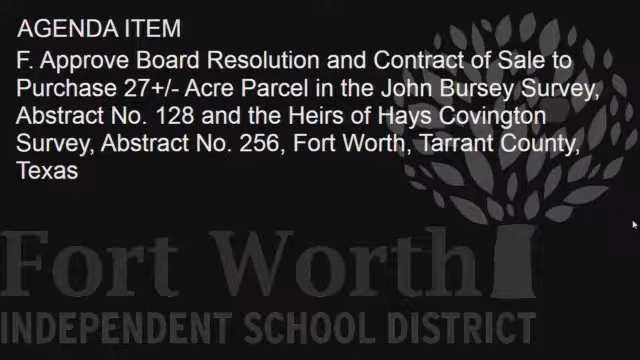 AGENDA ITEM
F. Approve Board Resolution and Contract of Sale to
Purchase 27+/- Acre Parcel in the John Bursey Survey,
Abstract No. 128 and the Heirs of Hays Covington
Survey, Abstract No. 256, Fort Worth, Tarrant County,
Texas
Fort Worth
INDEPENDENT SCHOOL DISTRICT